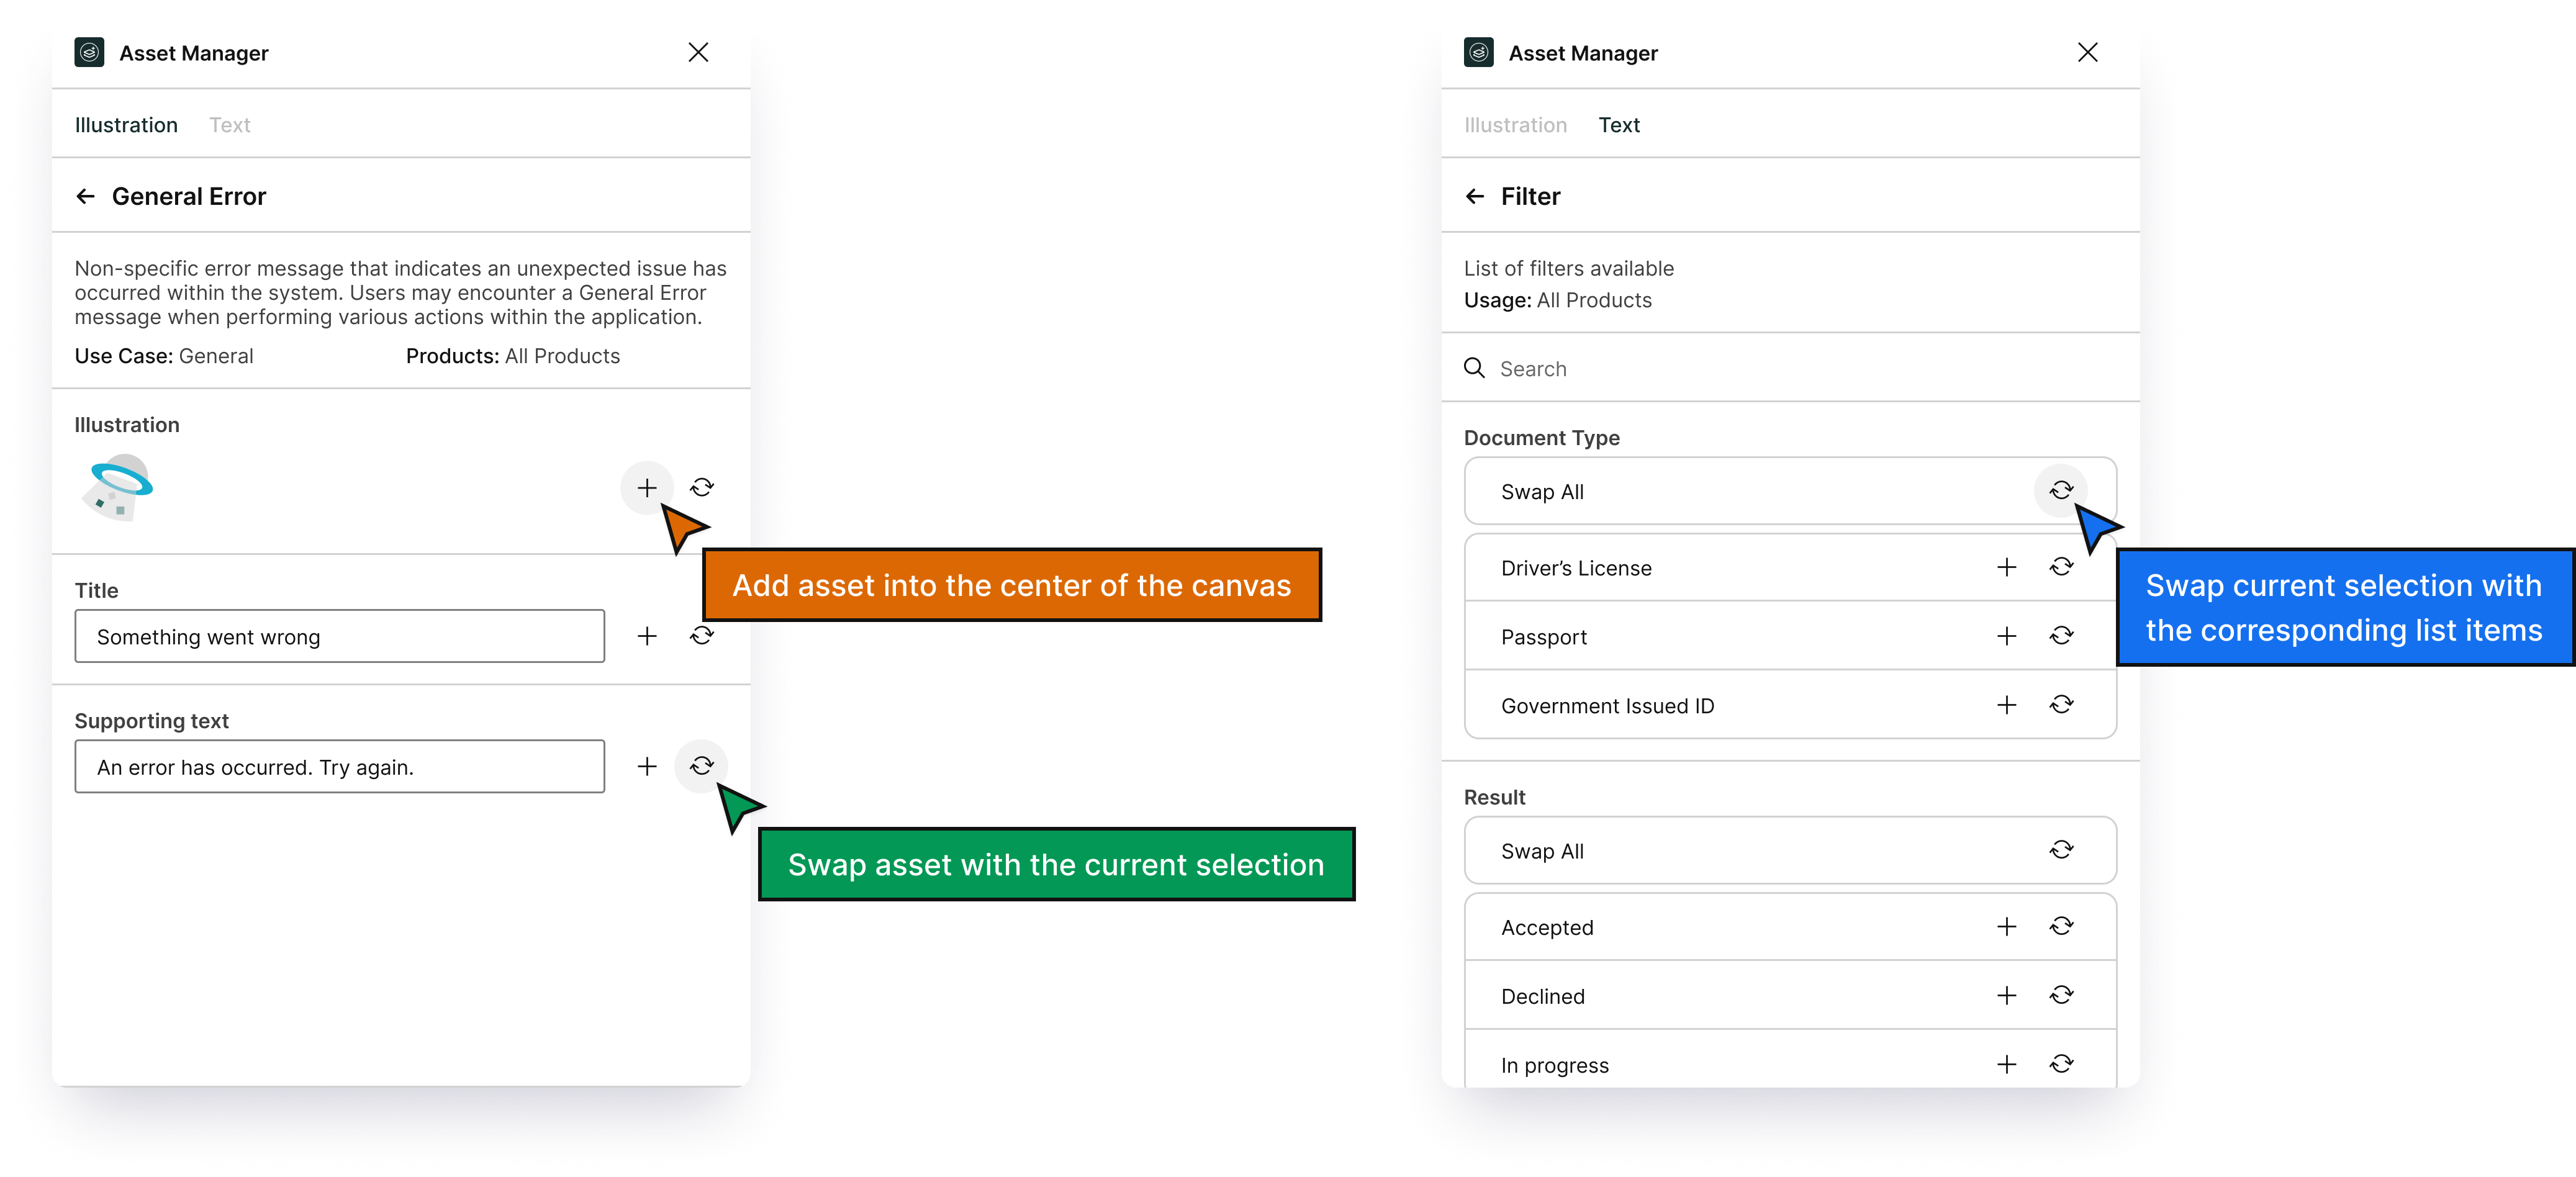 Asset Manager
Illustration Text
General Error
Non-specific error message that indicates an unexpected issue has
occurred within the system. Users may encounter a General Error
message when performing various actions within the application.
Use Case: General Products: All Products
Illustration
Add asset into the center of the canvas
Title
Something went wrong
Supporting text
An error has occurred. Try again.
Swap asset with the current selection
Asset Manager
Illustration Text
Filter
List of filters available
Usage: All Products
Search
Document Type
Swap All
Swap current selection with
the corresponding list items
Driver’s License
Passport
Government Issued ID
Result
Swap All
Accepted
Declined
In progress